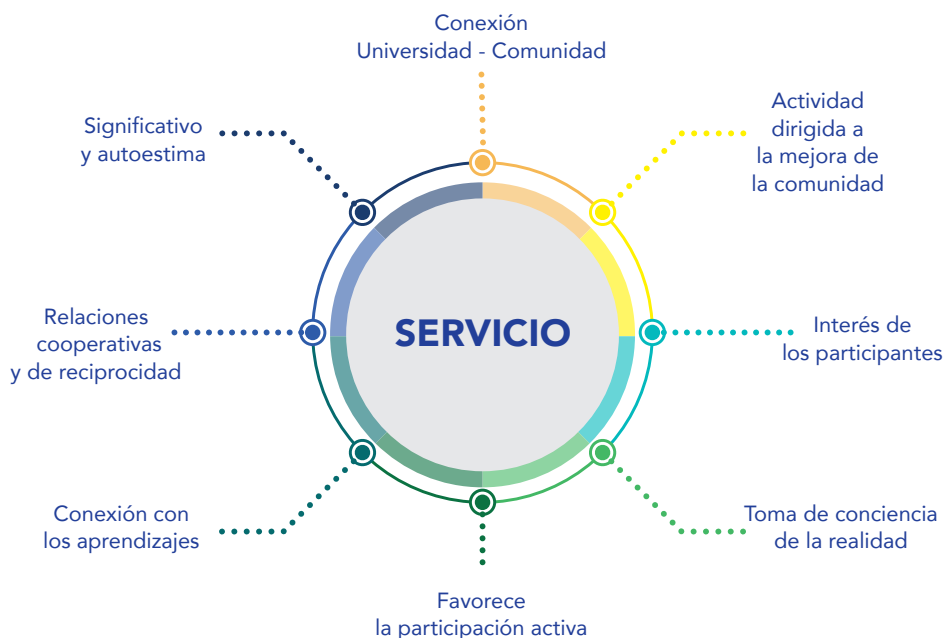 Conexión
Universidad - Comunidad
Actividad
dirigida a
la mejora de
la comunidad
Interés de
los participantes
Toma de conciencia
de la realidad
Favorece
la participación activa
Conexión con
los aprendizajes
Relaciones
cooperativas
y de reciprocidad
Significativo
y autoestima
SERVICIO